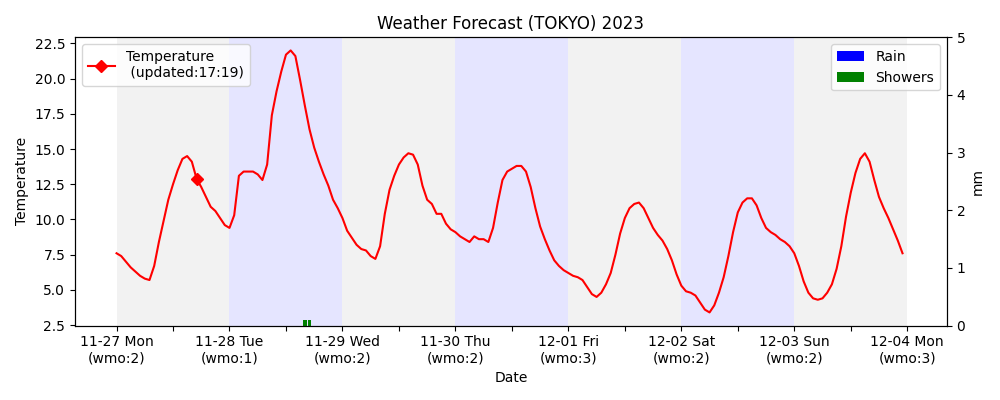 Weather Forecast (TOKYO) 2023
Temperature
(updated:17:19)
Rain
Showers
22.5
20.0
17.5
15.0
12.5
10.0
7.5
5.0
2.5
Temperature
5
4
3
2
1
0
mm
11-27 Mon
(wmo:2)
11-28 Tue
(wmo:1)
11-29 Wed
(wmo:2)
11-30 Thu
(wmo:2)
12-01 Fri
(wmo:3)
12-02 Sat
(wmo:2)
12-03 Sun
(wmo:2)
12-04 Mon
(wmo:3)
Date